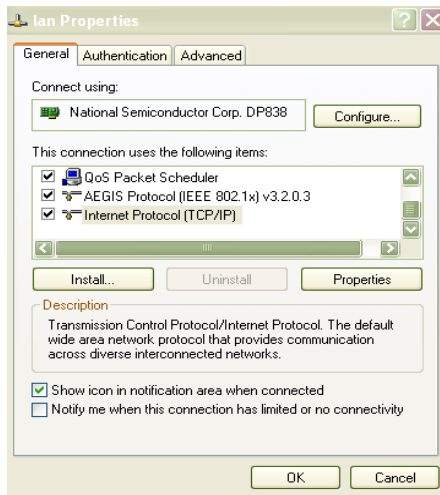 lan Properties
General Authentication Advanced
Connect using:
National Semiconductor Corp. DP838
Configure...
This connection uses the following items:
QoS Packet Scheduler
AEGIS Protocol (IEEE 802.1x) v3.2.0.3
Internet Protocol (TCP/IP)
Install... Uninstall Properties
Description
Transmission Control Protocol/Internet Protocol. The default
wide area network protocol that provides communication
across diverse interconnected networks.
Show icon in notification area when connected
Notify me when this connection has limited or no connectivity
OK Cancel